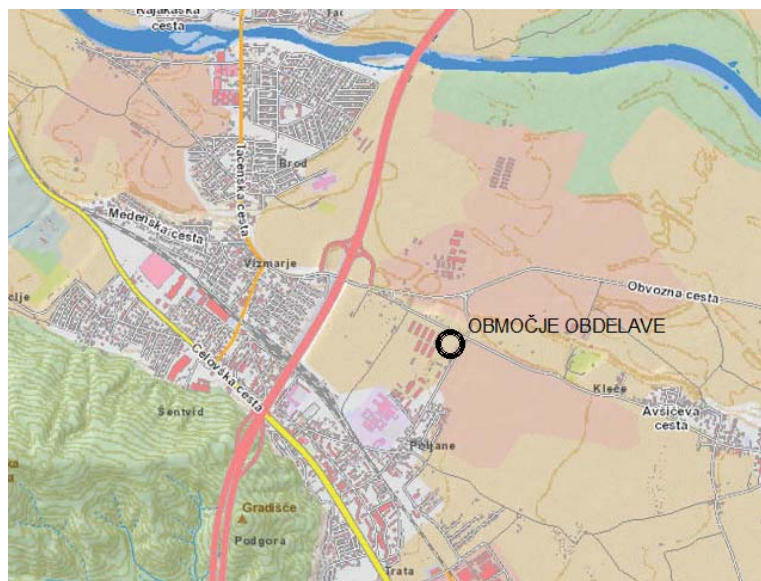 cesta
Brod
Tacenska cesta
Medenska cesta
Vižmarje
Obvozna cesta
OBMOČJE OBDELAVE
Celovška cesta
Kleče
Avšičeva
cesta
Šentvid
Poljane
Gradišče
Podgora
Trata